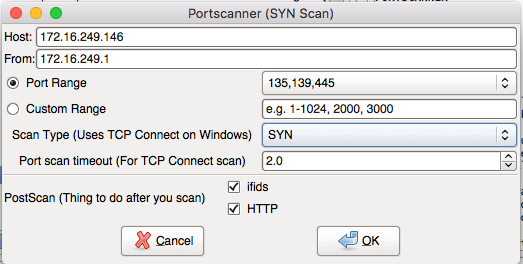 Portscanner (SYN Scan)
Host: 172.16.249.146
From: 172.16.249.1
Port Range 135,139,445
Custom Range e.g. 1-1024, 2000, 3000
Scan Type (Uses TCP Connect on Windows) SYN
Port scan timeout (For TCP Connect scan) 2.0
ifids
PostScan (Thing to do after you scan)
HTTP
Cancel OK